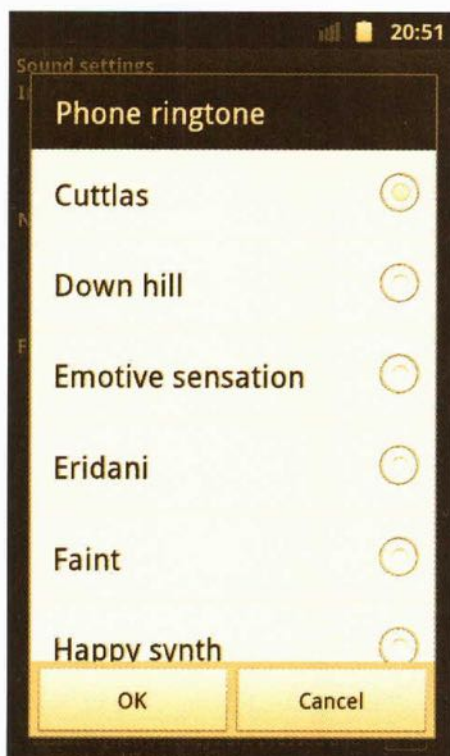 20:51
Sound settings
Phone ringtone
Cuttlas
Down hill
Emotive sensation
Eridani
Faint
Happy synth
OK
Cancel